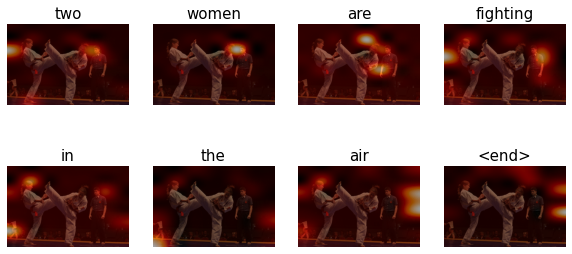 two women are fighting
in the air <end>